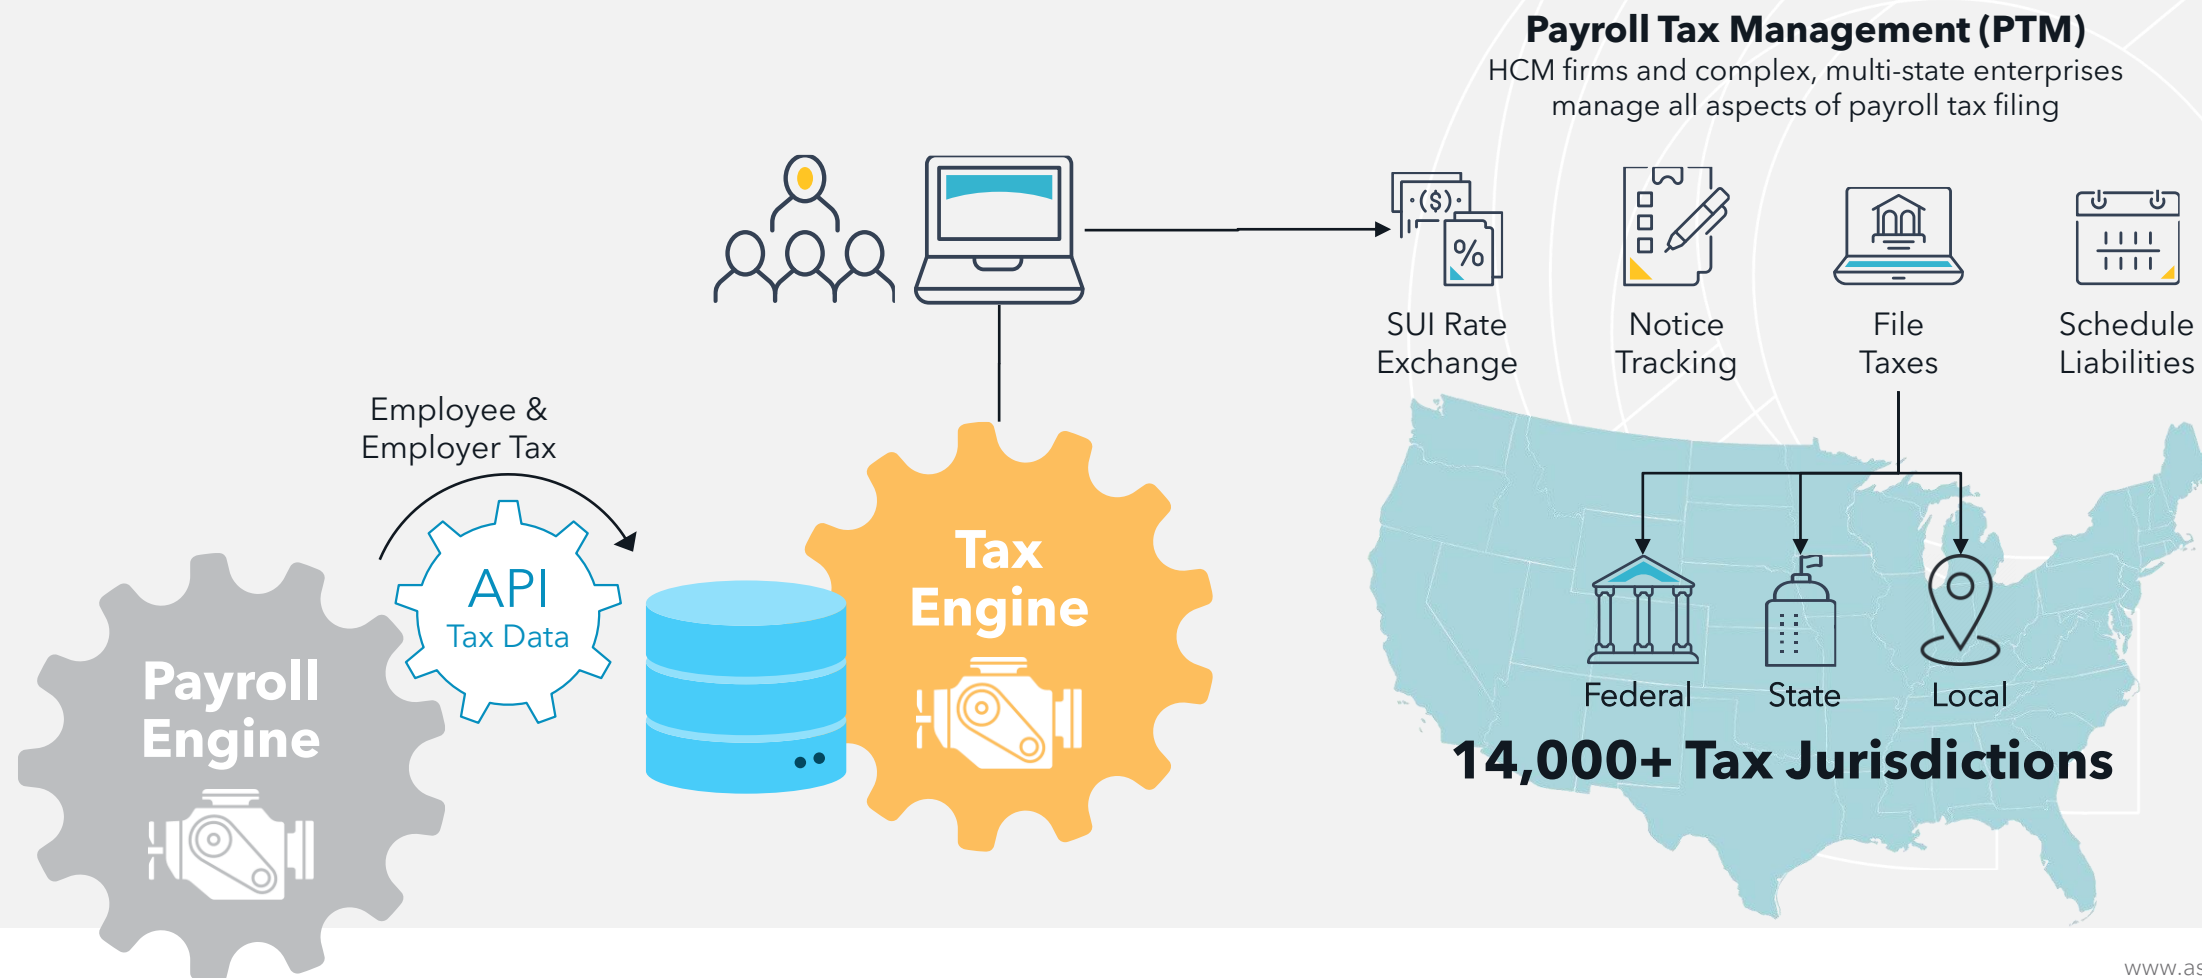 Payroll Tax Management (PTM)
HCM firms and complex, multi-state enterprises
manage all aspects of payroll tax filing
($)
%
SUI Rate
Exchange
Notice
Tracking
File
Taxes
Schedule
Liabilities
Employee &
Employer Tax
API
Tax Data
Payroll
Engine
Tax
Engine
Federal
State
Local
14,000+ Tax Jurisdictions
www.as